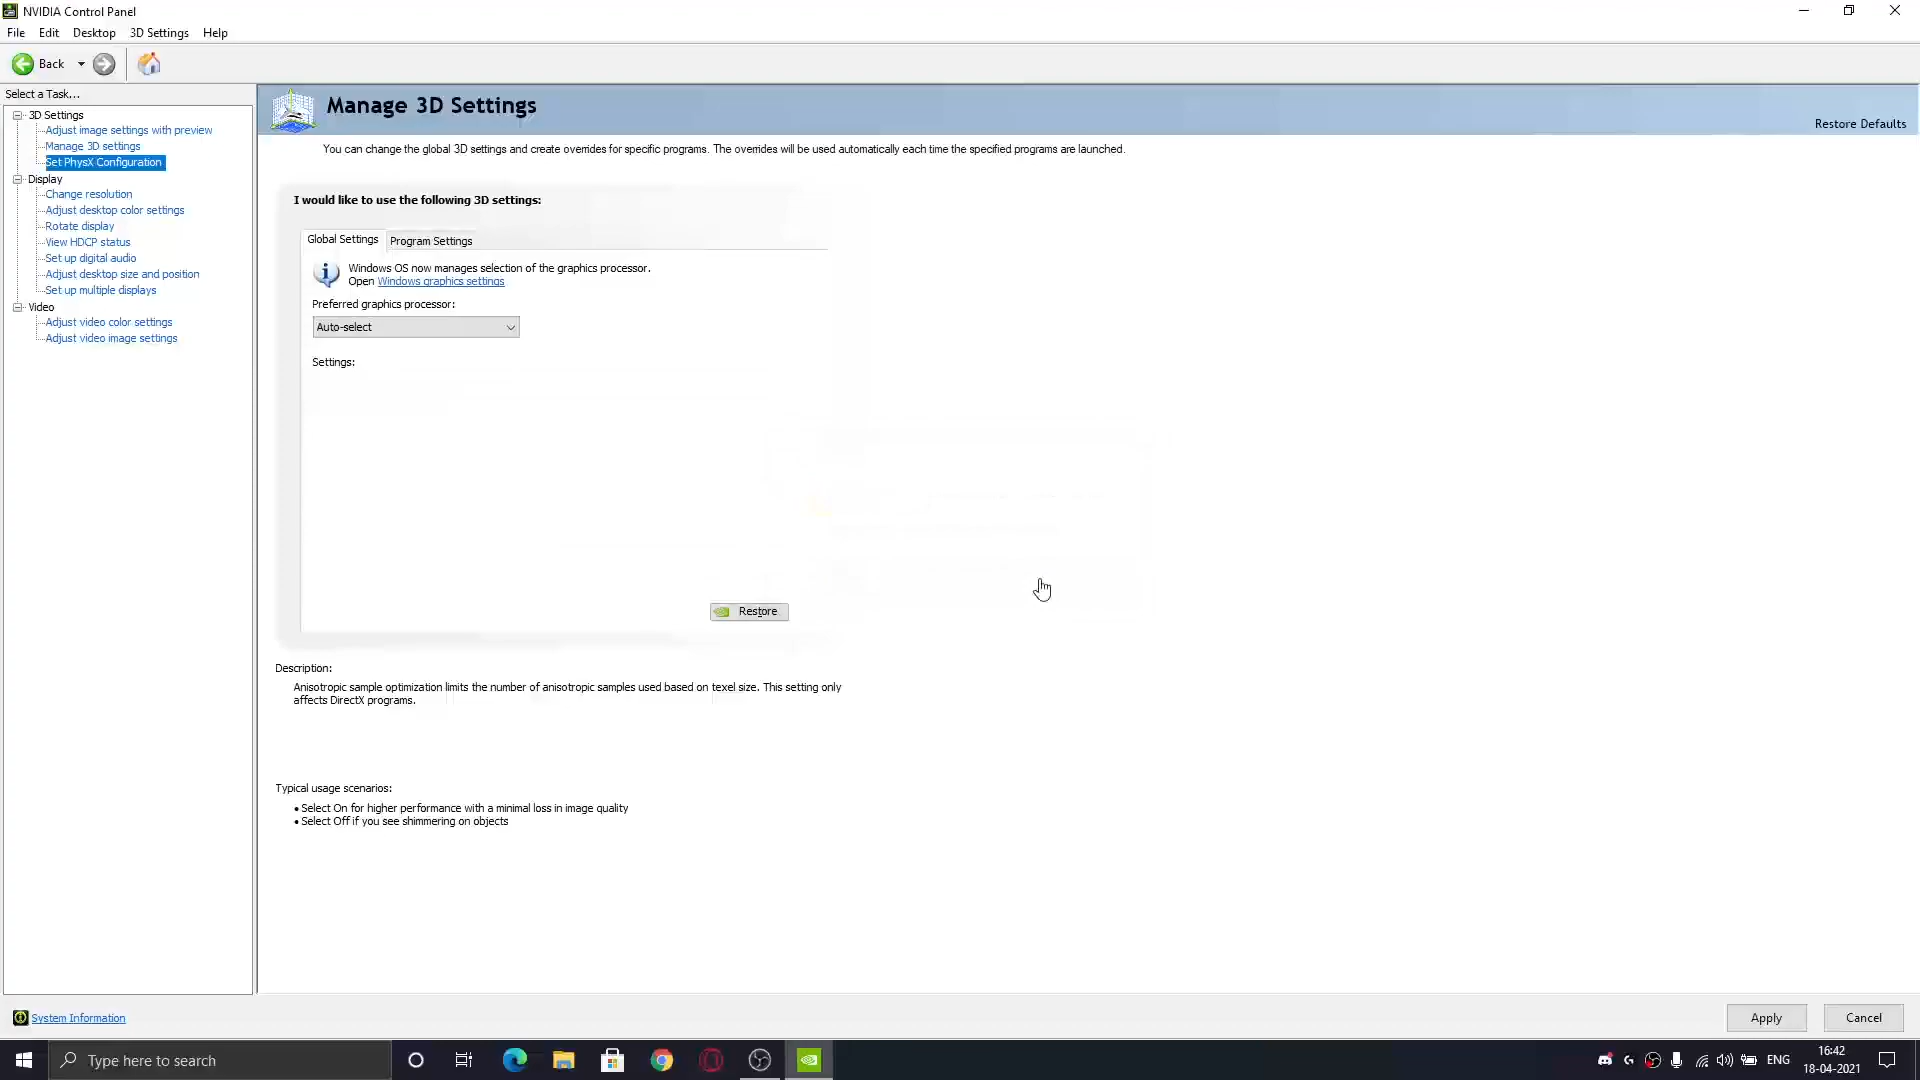 NVIDIA Control Panel
File Edit Desktop 3D Settings Help
Back
Select a Task...
3D Settings
Adjust image settings with preview
Manage 3D settings
Set PhysX Configuration
Display
Change resolution
Adjust desktop color settings
Rotate display
View HDCP status
Set up digital audio
Adjust desktop size and position
Set up multiple displays
Video
Adjust video color settings
Adjust video image settings
System Information
Manage 3D Settings
Restore Defaults
You can change the global 3D settings and create overrides for specific programs. The overrides will be used automatically each time the specified programs are launched.
I would like to use the following 3D settings:
Global Settings Program Settings
Windows OS now manages selection of the graphics processor.
Open Windows graphics settings
Preferred graphics processor:
Auto-select
Settings:
Restore
Description:
Anisotropic sample optimization limits the number of anisotropic samples used based on texel size. This setting only
affects DirectX programs.
Typical usage scenarios:
• Select On for higher performance with a minimal loss in image quality
• Select Off if you see shimmering on objects
Apply Cancel
Type here to search
ENG
16:42
18-04-2021